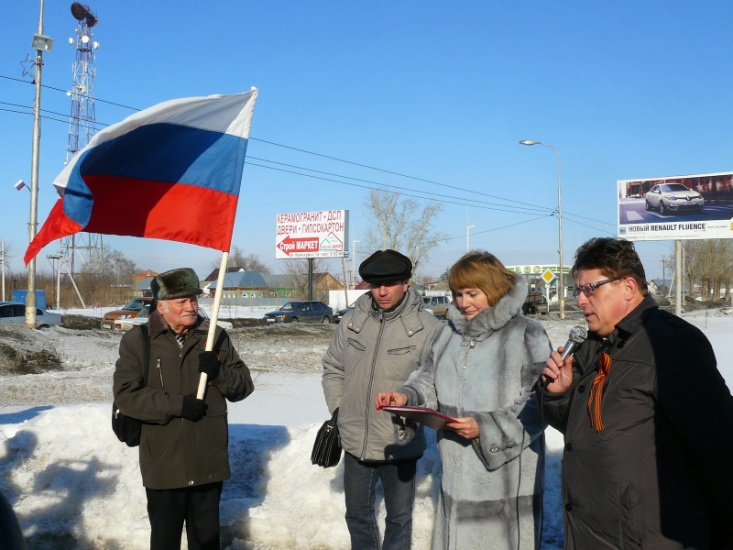 КЕРАМОГРАНИТ · ДСП
ДВЕРИ · ГИПСОКАРТОН
Строй МАРКЕТ
НОВЫЙ RENAULT FLUENCE